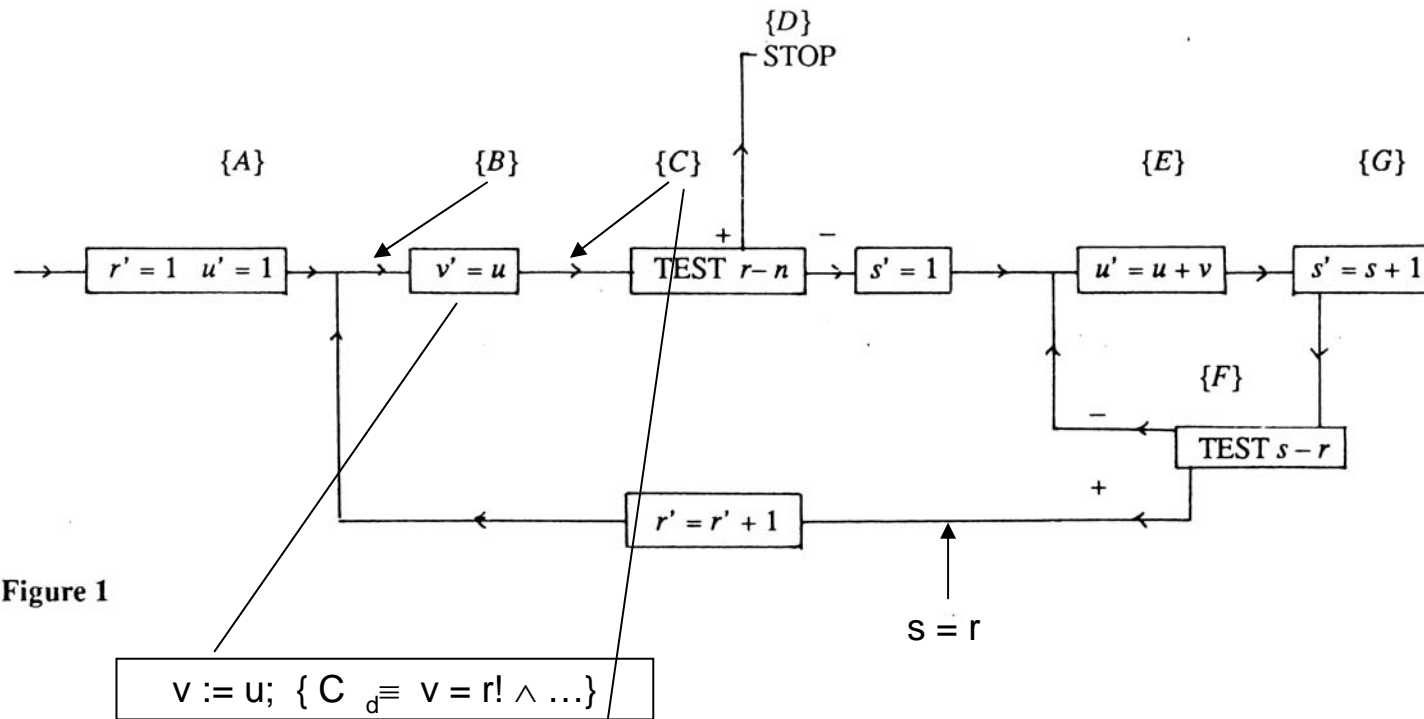 {D}
STOP
{A} {B} {C} {E} {G}
+ −
r' = 1 u' = 1 v' = u TEST r− n s' = 1 u' = u + v s' = s + 1
{F}
−
TEST s − r
+
r' = r' + 1
Figure 1
s = r
v := u; { C d≡ v = r! ∧ …}